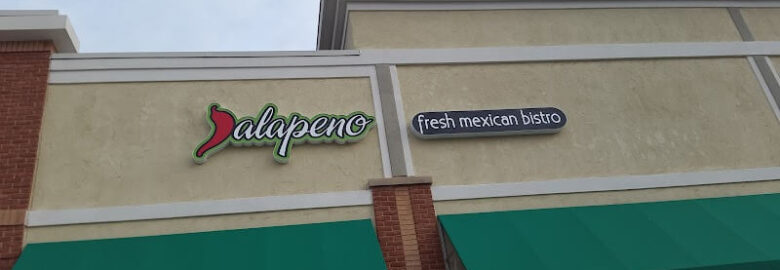 Jalapeno
fresh mexican bistro